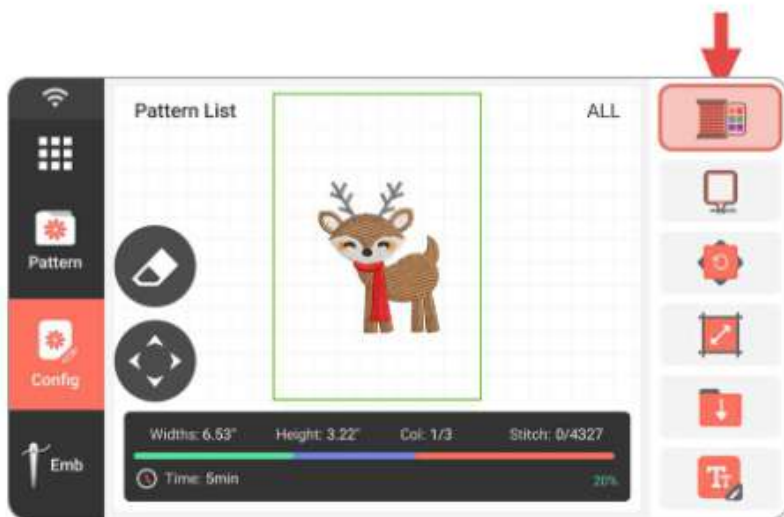 Pattern List
ALL
Pattern
Config
Emb
Widths: 6.53"
Height: 3.22"
Col: 1/3
Stitch: 0/4327
Time: 5min
20%
TT